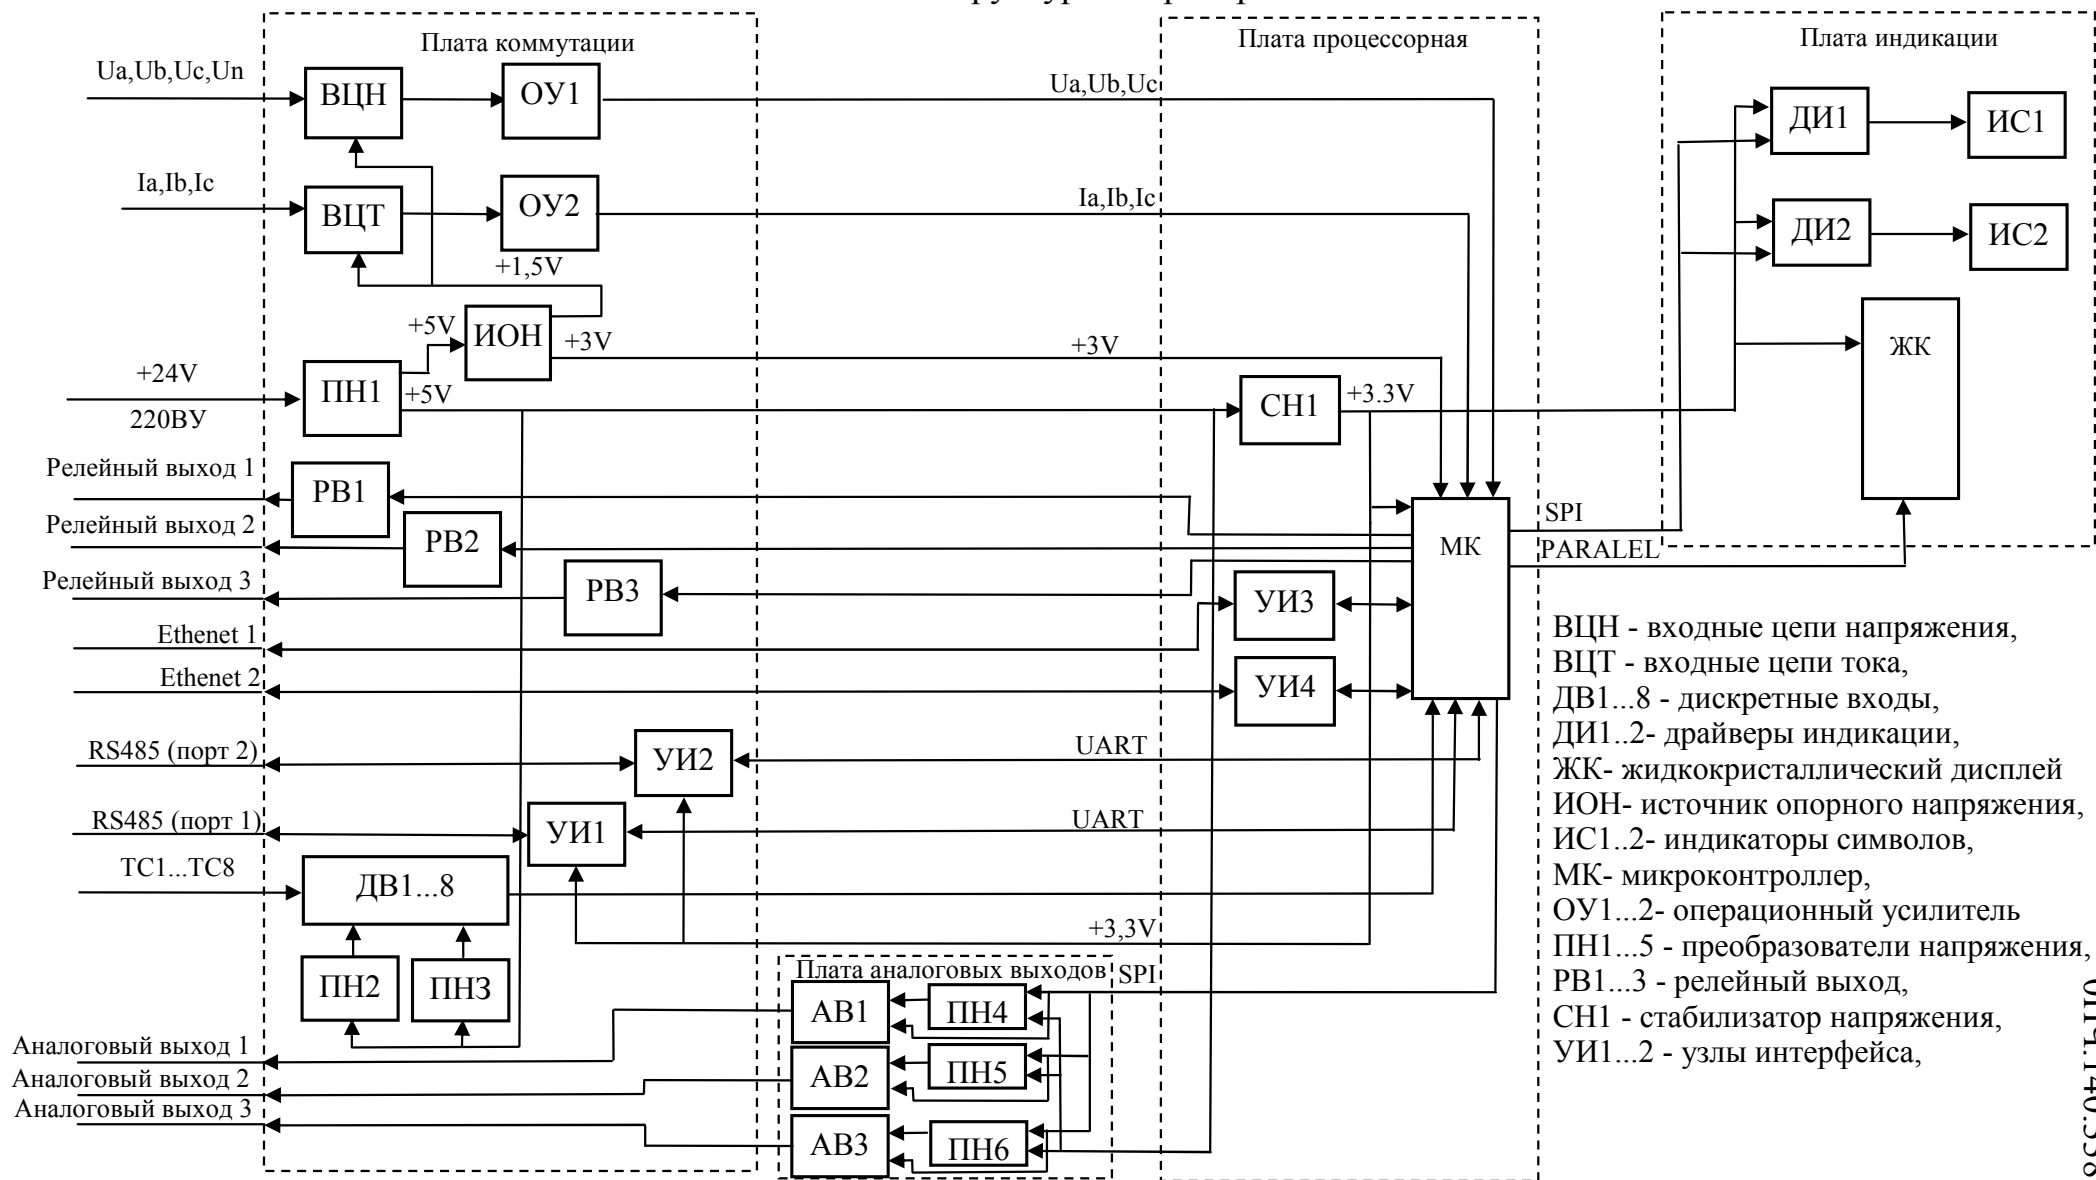 Плата коммутации
Плата процессорная
Плата индикации
Ua,Ub,Uc,Un
ВЦН
ОУ1
Ua,Ub,Uc
ДИ1
ИС1
Ia,Ib,Ic
ВЦТ
ОУ2
Ia,Ib,Ic
ДИ2
ИС2
+1,5V
+5V
ИОН
+3V
+3V
ЖК
+24V
220ВУ
ПН1
+5V
СН1
+3.3V
Релейный выход 1
РВ1
Релейный выход 2
РВ2
МК
SPI
PARALEL
Релейный выход 3
РВ3
УИ3
Ethenet 1
Ethenet 2
УИ4
RS485 (порт 2)
УИ2
UART
RS485 (порт 1)
УИ1
UART
ТС1...ТС8
ДВ1...8
+3,3V
ПН2
ПН3
Плата аналоговых выходов
SPI
АВ1
ПН4
Аналоговый выход 1
АВ2
ПН5
Аналоговый выход 2
Аналоговый выход 3
АВ3
ПН6
ВЦН - входные цепи напряжения,
ВЦТ - входные цепи тока,
ДВ1...8 - дискретные входы,
ДИ1..2- драйверы индикации,
ЖК- жидкокристаллический дисплей
ИОН- источник опорного напряжения,
ИС1..2- индикаторы символов,
МК- микроконтроллер,
ОУ1...2- операционный усилитель
ПН1...5 - преобразователи напряжения,
РВ1...3 - релейный выход,
СН1 - стабилизатор напряжения,
УИ1...2 - узлы интерфейса,